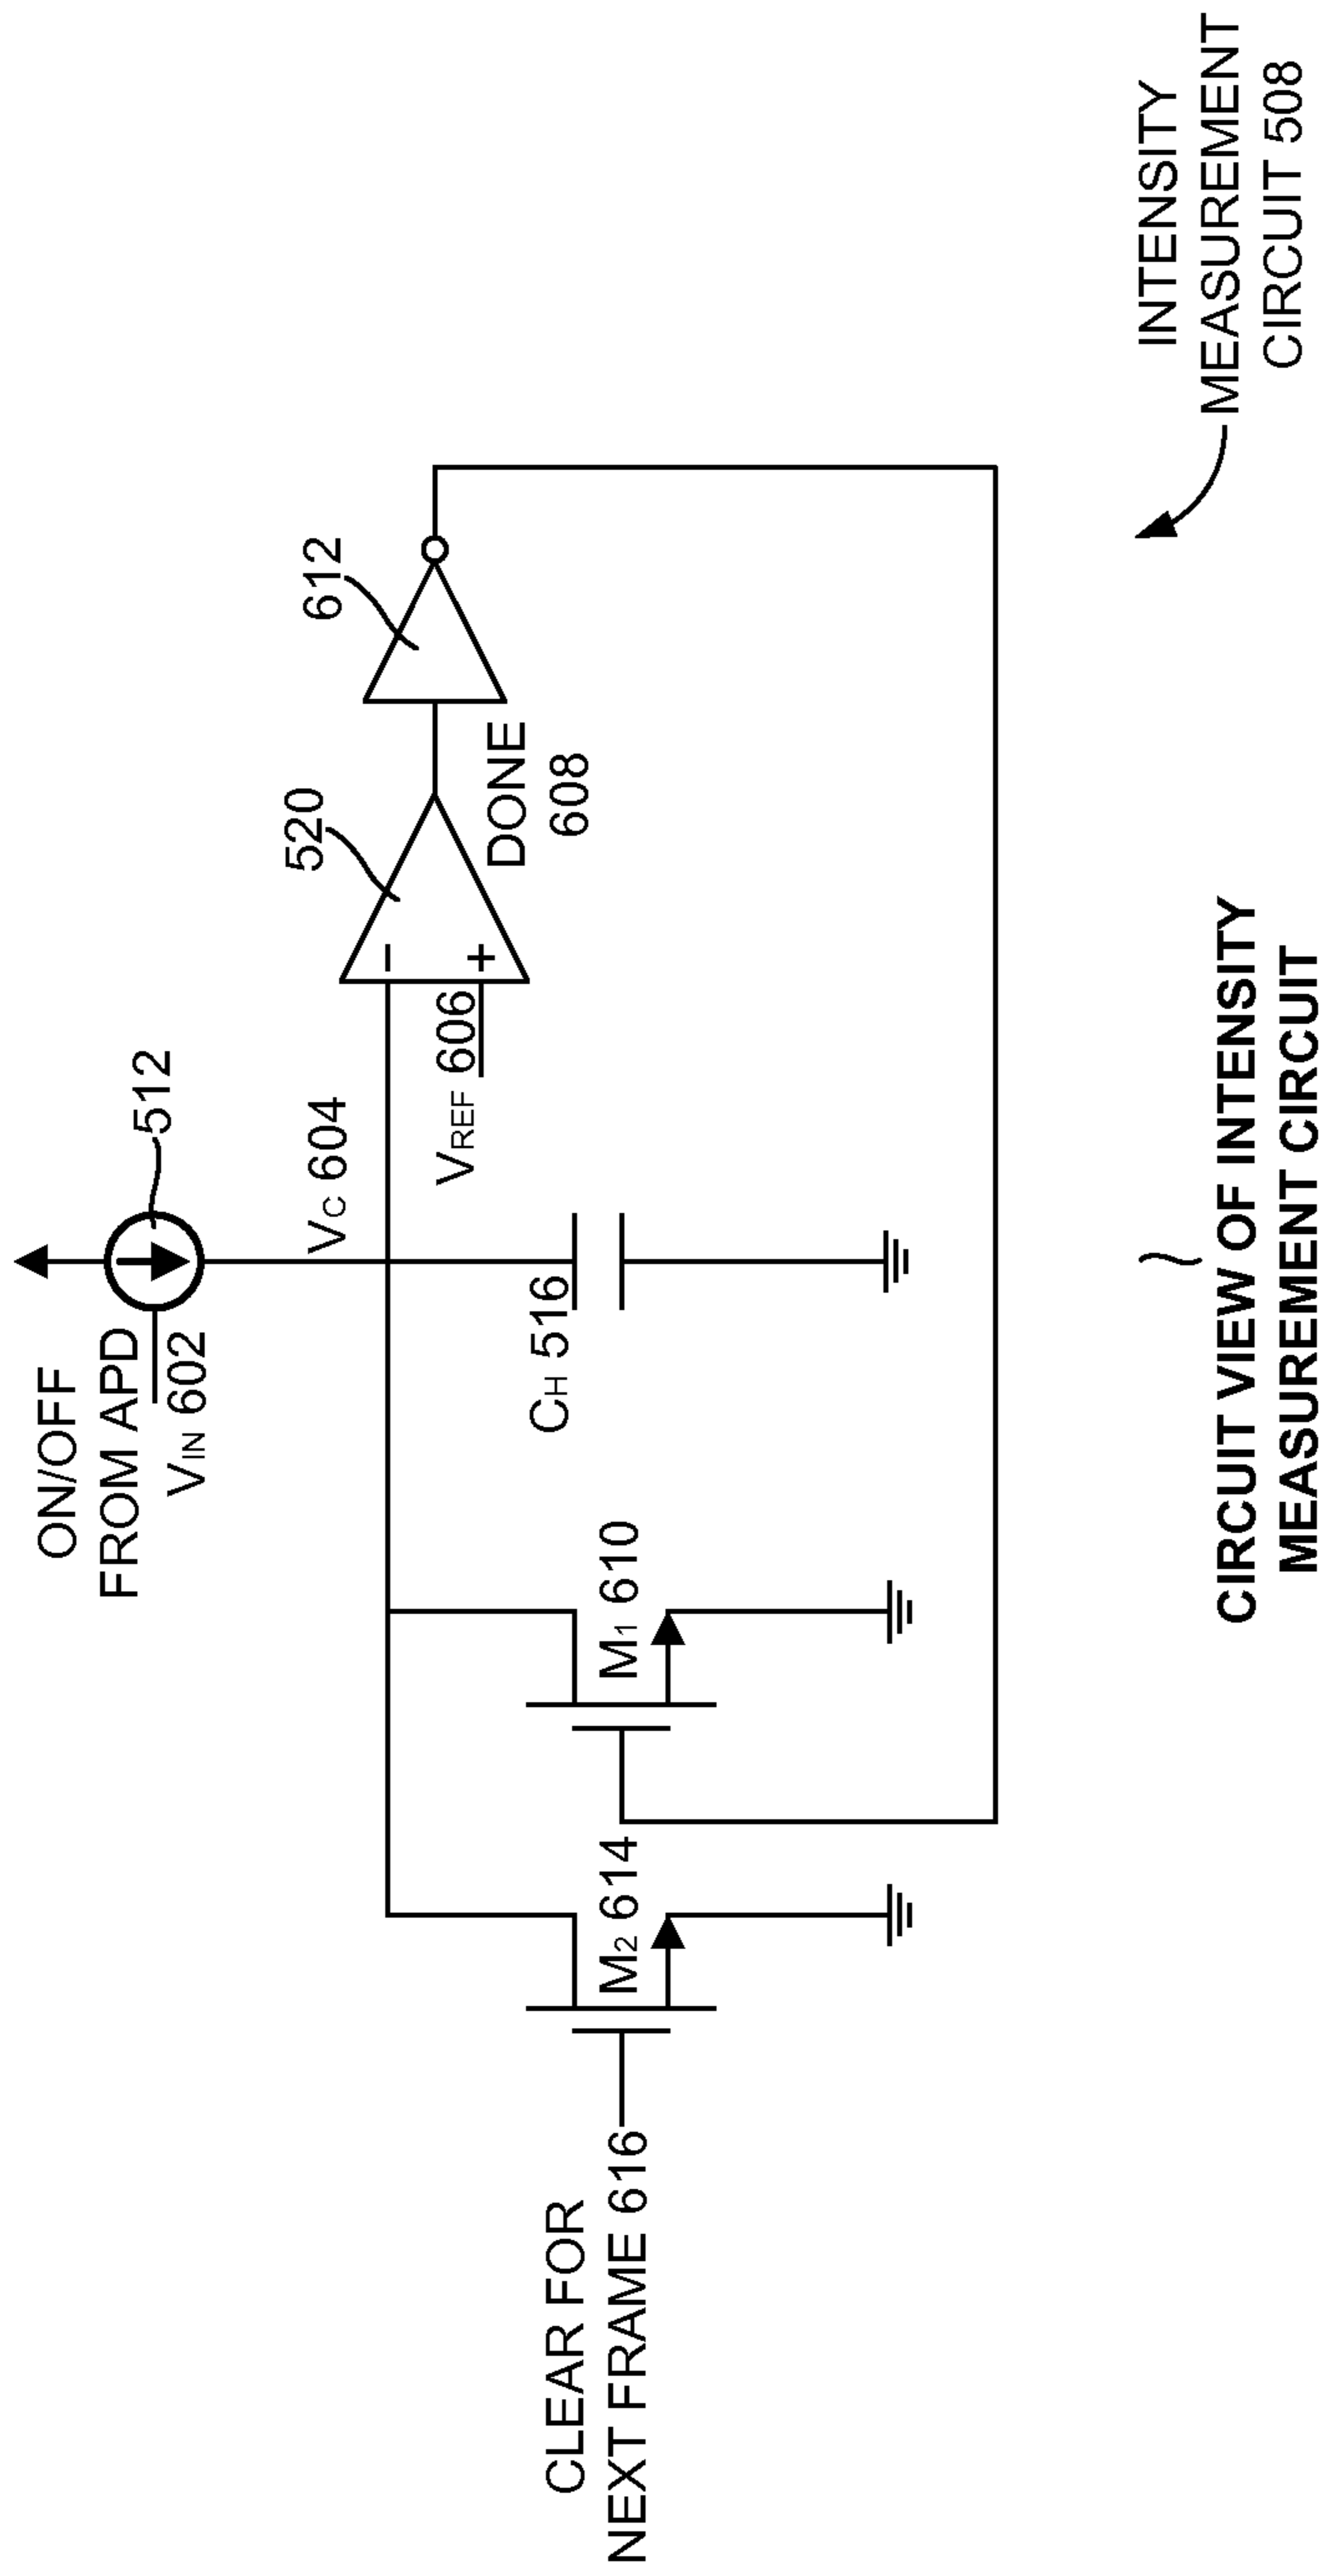 ON/OFF
FROM APD
VIN 602
512
VC 604
520
612
VREF 606
DONE
608
−
+
CH 516
M1 610
M2 614
CLEAR FOR
NEXT FRAME 616
INTENSITY
MEASUREMENT
CIRCUIT 508
CIRCUIT VIEW OF INTENSITY
MEASUREMENT CIRCUIT